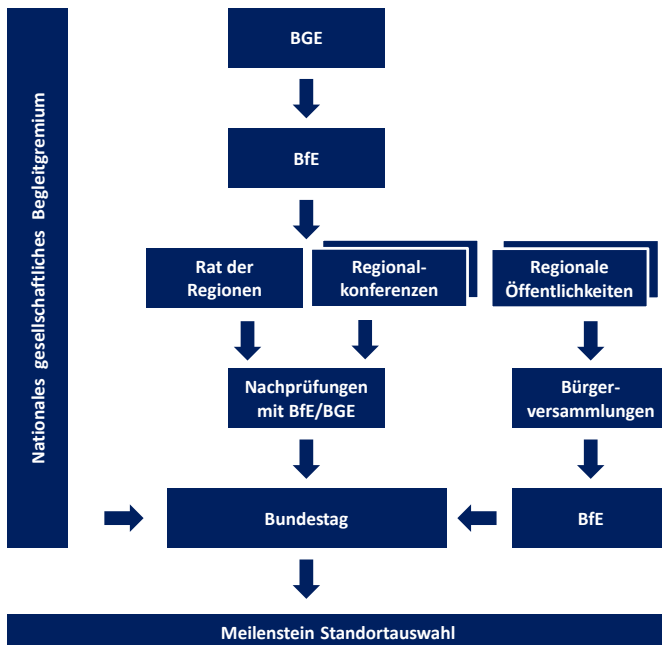 Nationales gesellschaftliches Begleitgremium
BGE
BfE
Rat der
Regionen
Regional-
konferenzen
Regionale
Öffentlichkeiten
Nachprüfungen
mit BfE/BGE
Bürger-
versammlungen
Bundestag
BfE
Meilenstein Standortauswahl